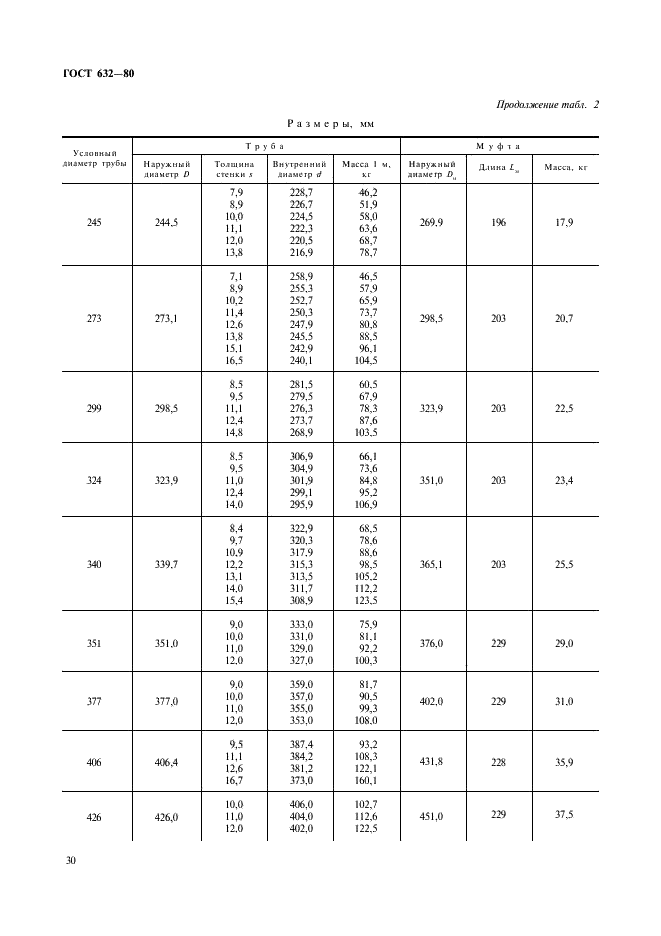 ГОСТ 632—80
Продолжение табл. 2
Размеры, мм
Условный диаметр трубы | Труба | Муфта
Наружный диаметр D | Толщина стенки s | Внутренний диаметр d | Масса 1 м, кг | Наружный диаметр Dм | Длина Lм | Масса, кг
7,9 228,7 46,2
8,9 226,7 51,9
10,0 224,5 58,0
245 244,5 269,9 196 17,9
11,1 222,3 63,6
12,0 220,5 68,7
13,8 216,9 78,7
7,1 258,9 46,5
8,9 255,3 57,9
10,2 252,7 65,9
11,4 250,3 73,7
273 273,1 298,5 203 20,7
12,6 247,9 80,8
13,8 245,5 88,5
15,1 242,9 96,1
16,5 240,1 104,5
8,5 281,5 60,5
9,5 279,5 67,9
299 298,5 11,1 276,3 78,3 323,9 203 22,5
12,4 273,7 87,6
14,8 268,9 103,5
8,5 306,9 66,1
9,5 304,9 73,6
324 323,9 11,0 301,9 84,8 351,0 203 23,4
12,4 299,1 95,2
14,0 295,9 106,9
8,4 322,9 68,5
9,7 320,3 78,6
10,9 317,9 88,6
340 339,7 12,2 315,3 98,5 365,1 203 25,5
13,1 313,5 105,2
14,0 311,7 112,2
15,4 308,9 123,5
9,0 333,0 75,9
10,0 331,0 81,1
351 351,0 376,0 229 29,0
11,0 329,0 92,2
12,0 327,0 100,3
9,0 359,0 81,7
10,0 357,0 90,5
377 377,0 402,0 229 31,0
11,0 355,0 99,3
12,0 353,0 108,0
9,5 387,4 93,2
11,1 384,2 108,3
406 406,4 431,8 228 35,9
12,6 381,2 122,1
16,7 373,0 160,1
10,0 406,0 102,7
426 426,0 11,0 404,0 112,6 451,0 229 37,5
12,0 402,0 122,5
30